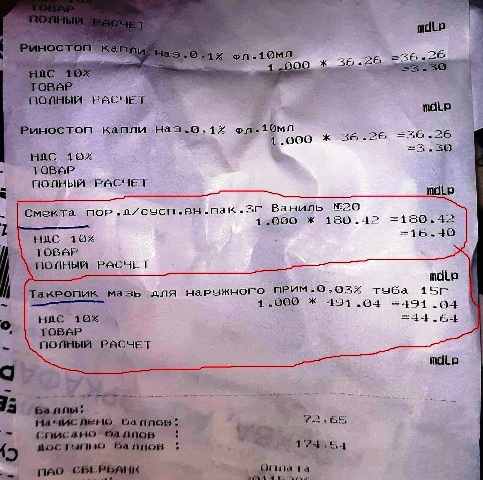 ТОВАР
ПОЛНЫЙ РАСЧЕТ
mdLp
Риностоп капли наз.0,1% фл.10мл
1.000 * 36.26 =36.26
НДС 10% =3.30
ТОВАР
ПОЛНЫЙ РАСЧЕТ
mdLp
Риностоп капли наз.0,1% фл.10мл
1.000 * 36.26 =36.26
НДС 10% =3.30
ТОВАР
ПОЛНЫЙ РАСЧЕТ
mdLp
Смекта пор.д/сусп.вн.пак.3г Ваниль №20
1.000 * 180.42 =180.42
НДС 10% =16.40
ТОВАР
ПОЛНЫЙ РАСЧЕТ
mdLp
Такропик мазь для наружного прим.0,03% туба 15г
1.000 * 491.04 =491.04
НДС 10% =44.64
ТОВАР
ПОЛНЫЙ РАСЧЕТ
mdLp
Баллы:
Начислено баллов: 72.65
Списано баллов :
Доступно баллов : 174.54
ПАО СБЕРБАНК Оплата